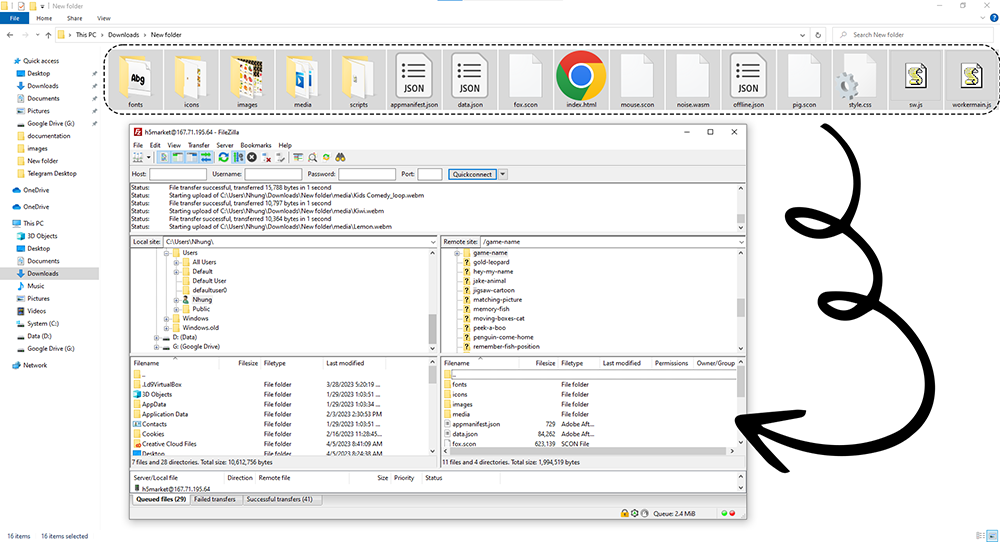 New folder
File Home Share View
This PC Downloads New folder
Search New folder
Quick access
Desktop
Downloads
Documents
Pictures
Google Drive (G:)
documentation
images
New folder
Telegram Desktop
OneDrive
OneDrive
This PC
3D Objects
Desktop
Documents
Downloads
Music
Pictures
Videos
System (C:)
Data (D:)
Google Drive (G:)
Network
Abg JSON JSON JSON
fonts icons images media scripts appmanifest.json data.json fox.scon index.html mouse.scon noise.wasm offline.json pig.scon style.css sw.js workermain.js
h5market@167.71.195.64 - FileZilla
File Edit View Transfer Server Bookmarks Help
Host: Username: Password: Port: Quickconnect
Status: File transfer successful, transferred 15,788 bytes in 1 second
Status: Starting upload of C:\Users\Nhung\Downloads\New folder\media\Kids Comedy_loop.webm
Status: File transfer successful, transferred 10,797 bytes in 1 second
Status: Starting upload of C:\Users\Nhung\Downloads\New folder\media\Kiwi.webm
Status: File transfer successful, transferred 10,364 bytes in 1 second
Status: Starting upload of C:\Users\Nhung\Downloads\New folder\media\Lemon.webm
Local site: C:\Users\Nhung\
Users
All Users
Default
Default User
defaultuser0
Nhung
Public
Windows
Windows.old
D: (Data)
G: (Google Drive)
Remote site: /game-name
game-name
gold-leopard
hey-my-name
jake-animal
jigsaw-cartoon
matching-picture
memory-fish
moving-boxes-cat
peek-a-boo
penguin-come-home
remember-fish-position
Filename Filesize Filetype Last modified
..
.Ld9VirtualBox File folder 3/28/2023 5:20:19 ...
3D Objects File folder 1/29/2023 1:03:51 ...
AppData File folder 1/29/2023 1:03:34 ...
Application Data File folder 2/3/2023 2:30:53 PM
Contacts File folder 1/29/2023 1:03:51 ...
Cookies File folder 2/16/2023 11:28:45...
Creative Cloud Files File folder 4/5/2023 8:41:09 AM
Desktop File folder 4/5/2023 8:24:38 AM
7 files and 28 directories. Total size: 10,612,756 bytes
Filename Filesize Filetype Last modified Permissions Owner/Group
..
fonts File folder
icons File folder
images File folder
media File folder
appmanifest.json 729 Adobe Aft...
data.json 84,262 Adobe Aft...
fox.scon 623,139 SCON File
11 files and 4 directories. Total size: 1,994,519 bytes
Server/Local file Direction Remote file Size Priority Status
h5market@167.71.195.64
Queued files (29) Failed transfers Successful transfers (41)
Queue: 2.4 MiB
16 items 16 items selected